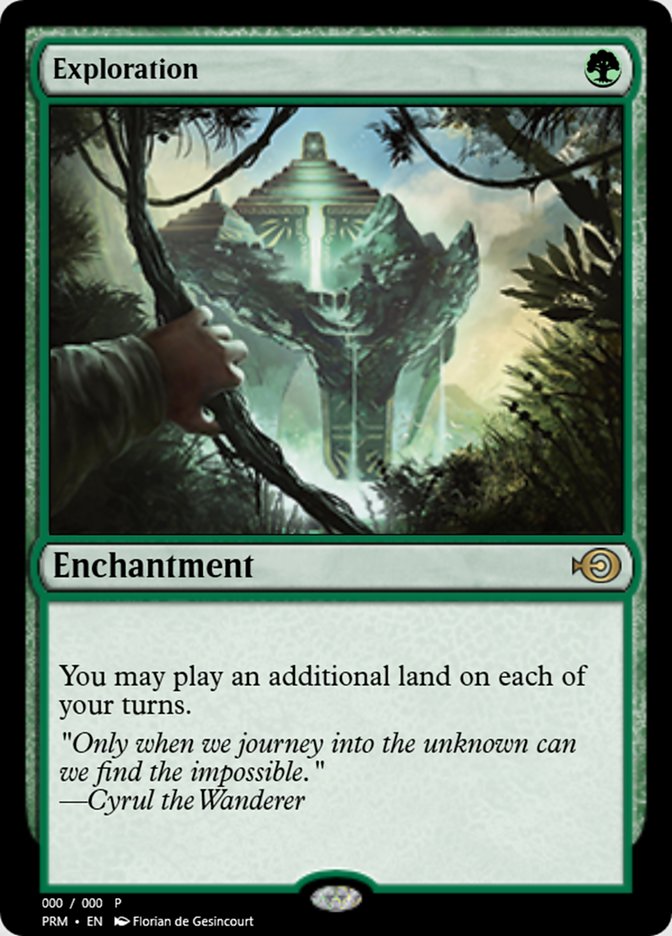 Exploration
Enchantment
You may play an additional land on each of
your turns.
"Only when we journey into the unknown can
we find the impossible."
—Cyrul the Wanderer
000 / 000 P
PRM • EN Florian de Gesincourt